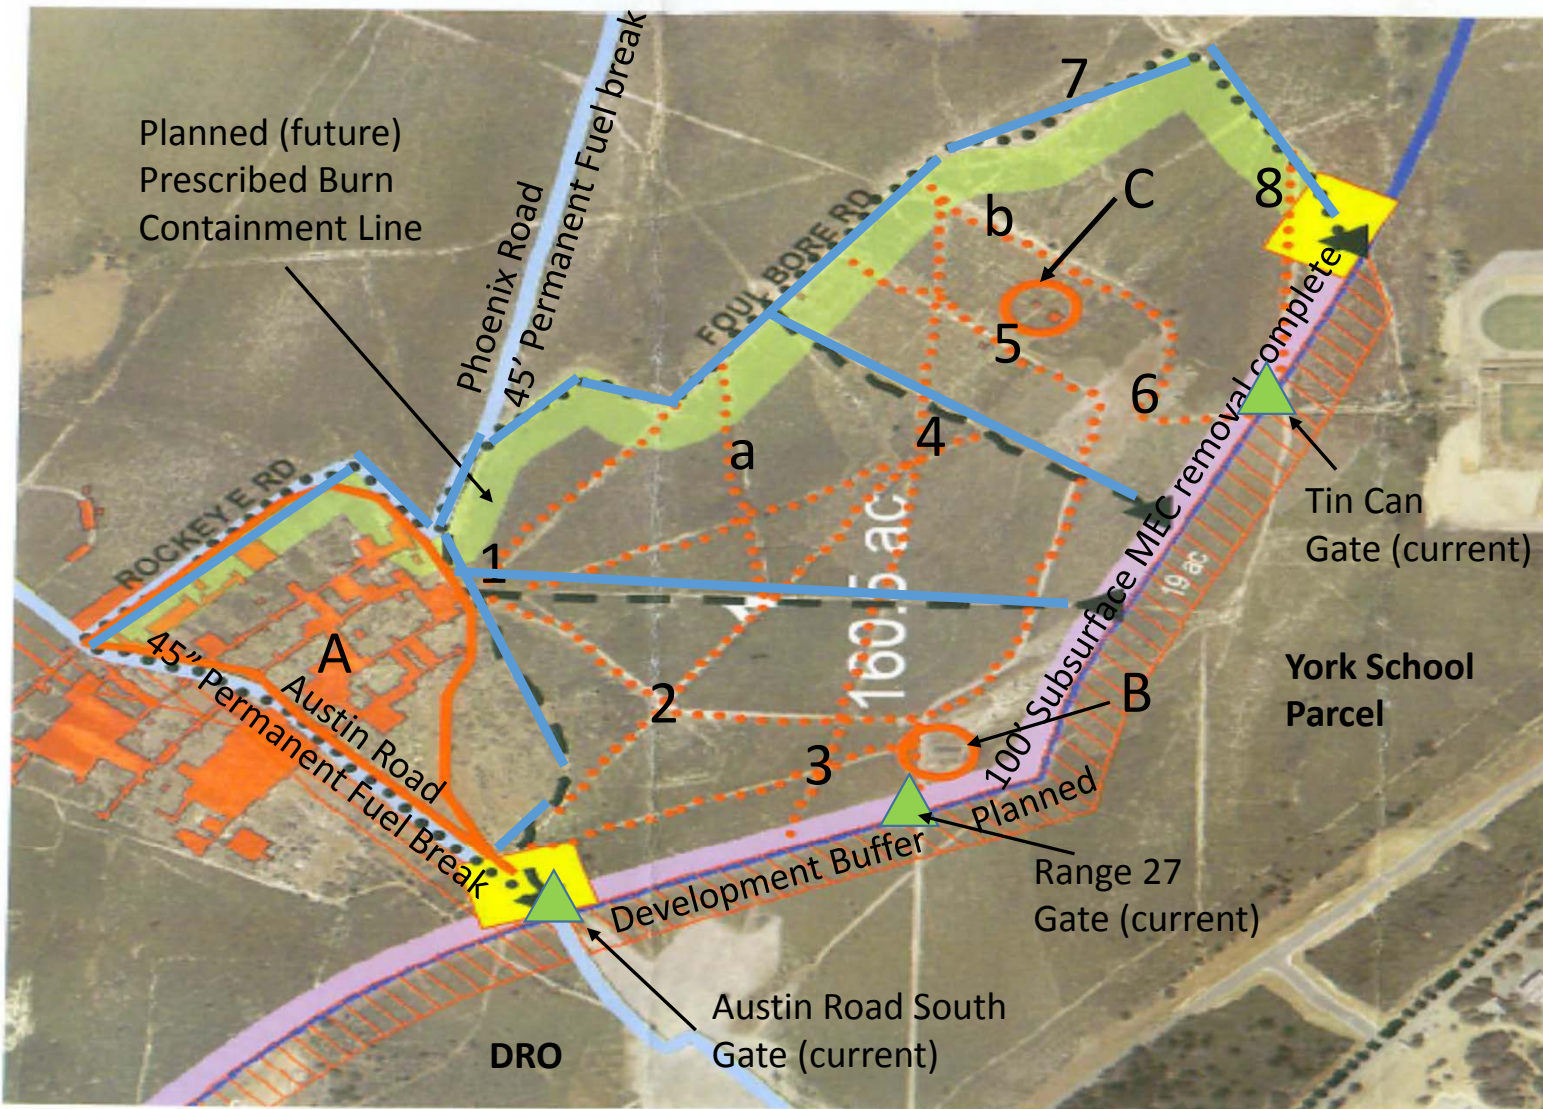 Planned (future)
Prescribed Burn
Containment Line
Phoenix Road
45' Permanent Fuel break
FOUL BORE RD
ROCKEY E RD
7
8
C
b
5
6
4
a
1
2
3
A
B
160.5 ac
19 ac
100' Subsurface MEC removal complete
Tin Can
Gate (current)
York School
Parcel
Austin Road
45" Permanent Fuel Break
Development Buffer
Planned
Range 27
Gate (current)
Austin Road South
Gate (current)
DRO